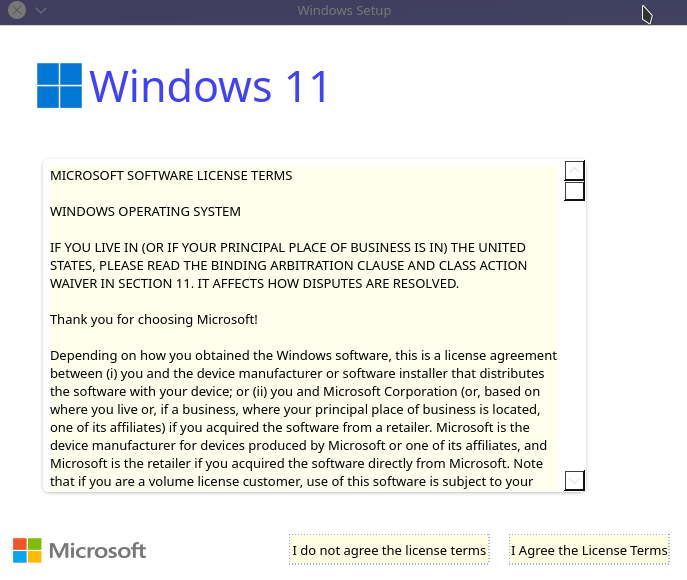 Windows Setup
Windows 11
MICROSOFT SOFTWARE LICENSE TERMS
WINDOWS OPERATING SYSTEM
IF YOU LIVE IN (OR IF YOUR PRINCIPAL PLACE OF BUSINESS IS IN) THE UNITED
STATES, PLEASE READ THE BINDING ARBITRATION CLAUSE AND CLASS ACTION
WAIVER IN SECTION 11. IT AFFECTS HOW DISPUTES ARE RESOLVED.
Thank you for choosing Microsoft!
Depending on how you obtained the Windows software, this is a license agreement
between (i) you and the device manufacturer or software installer that distributes
the software with your device; or (ii) you and Microsoft Corporation (or, based on
where you live or, if a business, where your principal place of business is located,
one of its affiliates) if you acquired the software from a retailer. Microsoft is the
device manufacturer for devices produced by Microsoft or one of its affiliates, and
Microsoft is the retailer if you acquired the software directly from Microsoft. Note
that if you are a volume license customer, use of this software is subject to your
Microsoft
I do not agree the license terms
I Agree the License Terms